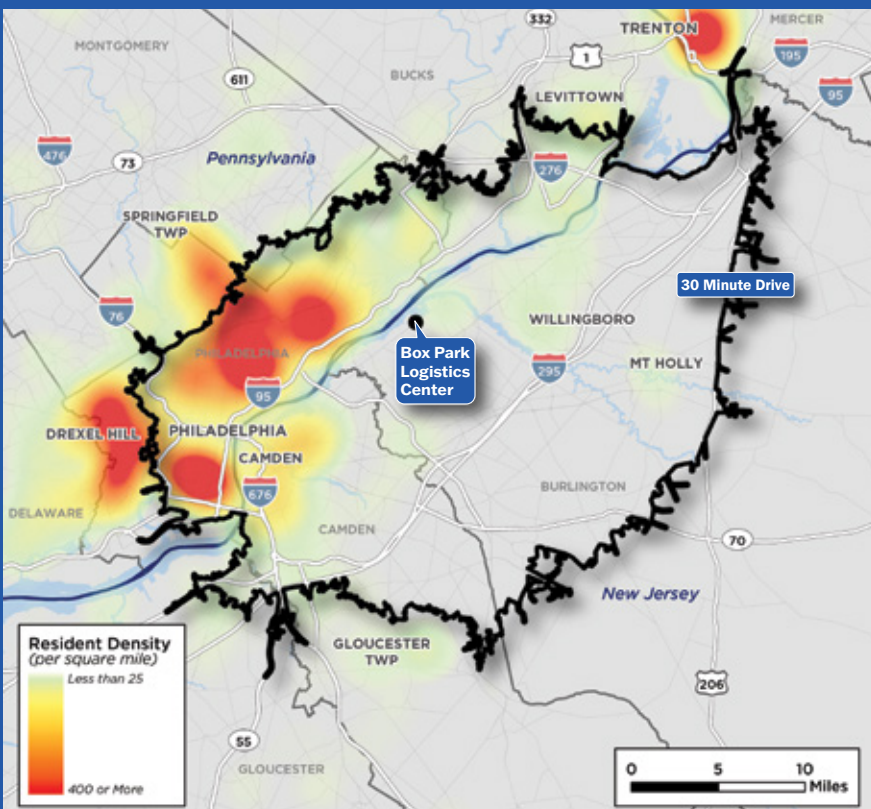 332
MERCER
TRENTON
MONTGOMERY
1
195
BUCKS
611
LEVITTOWN
95
476
73
Pennsylvania
276
SPRINGFIELD
TWP
30 Minute Drive
76
WILLINGBORO
PHILADELPHIA
Box Park
Logistics
Center
295
MT HOLLY
95
DREXEL HILL
PHILADELPHIA
CAMDEN
676
BURLINGTON
DELAWARE
CAMDEN
70
New Jersey
Resident Density
(per square mile)
Less than 25
400 or More
GLOUCESTER
TWP
206
55
GLOUCESTER
0 5 10
Miles